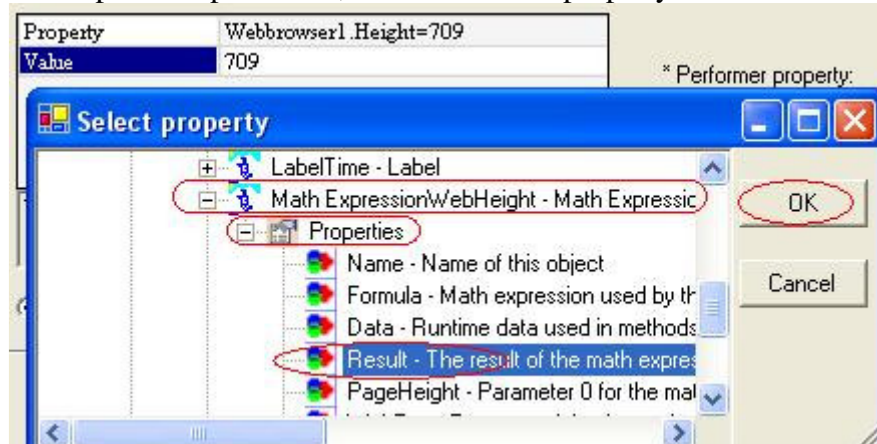 Property Webbrowser1.Height=709
Value 709
* Performer property:
Select property
LabelTime - Label
Math ExpressionWebHeight - Math Expressic
OK
Properties
Name - Name of this object
Formula - Math expression used by th
Cancel
Data - Runtime data used in methods
Result - The result of the math expres
PageHeight - Parameter 0 for the mat